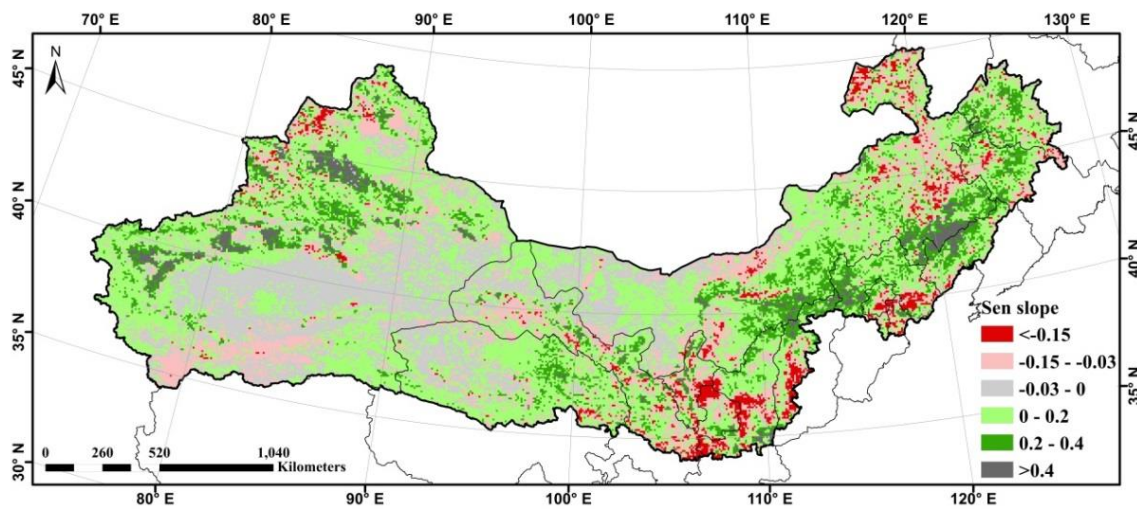 70° E 80° E 90° E 100° E 110° E 120° E 130° E
N
45° N
40° N
35° N
30° N
45° N
40° N
35° N
Sen slope
<-0.15
-0.15 - -0.03
-0.03 - 0
0 - 0.2
0.2 - 0.4
>0.4
0 260 520 1,040
Kilometers
80° E 90° E 100° E 110° E 120° E